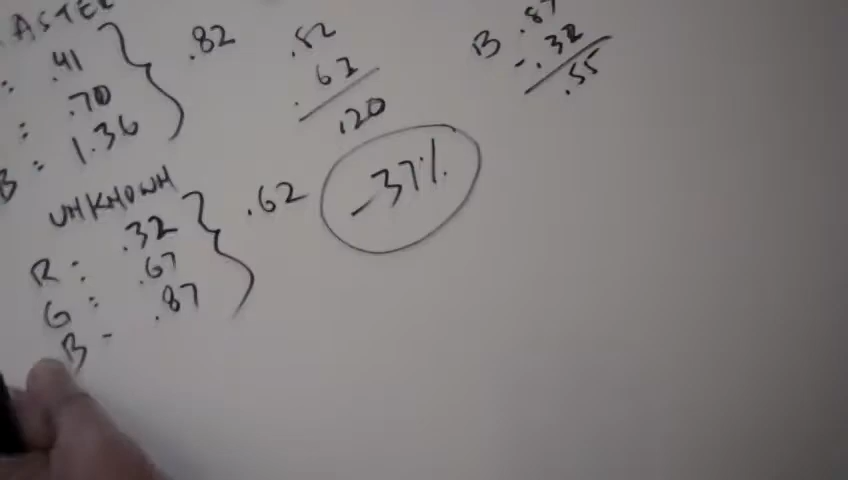 ASTER
: .41
: .70
B : 1.36
.82
.82
.62
.120
B .87
- .32
.55
UNKNOWN
R : .32
G : .67
B - .87
.62
-37%